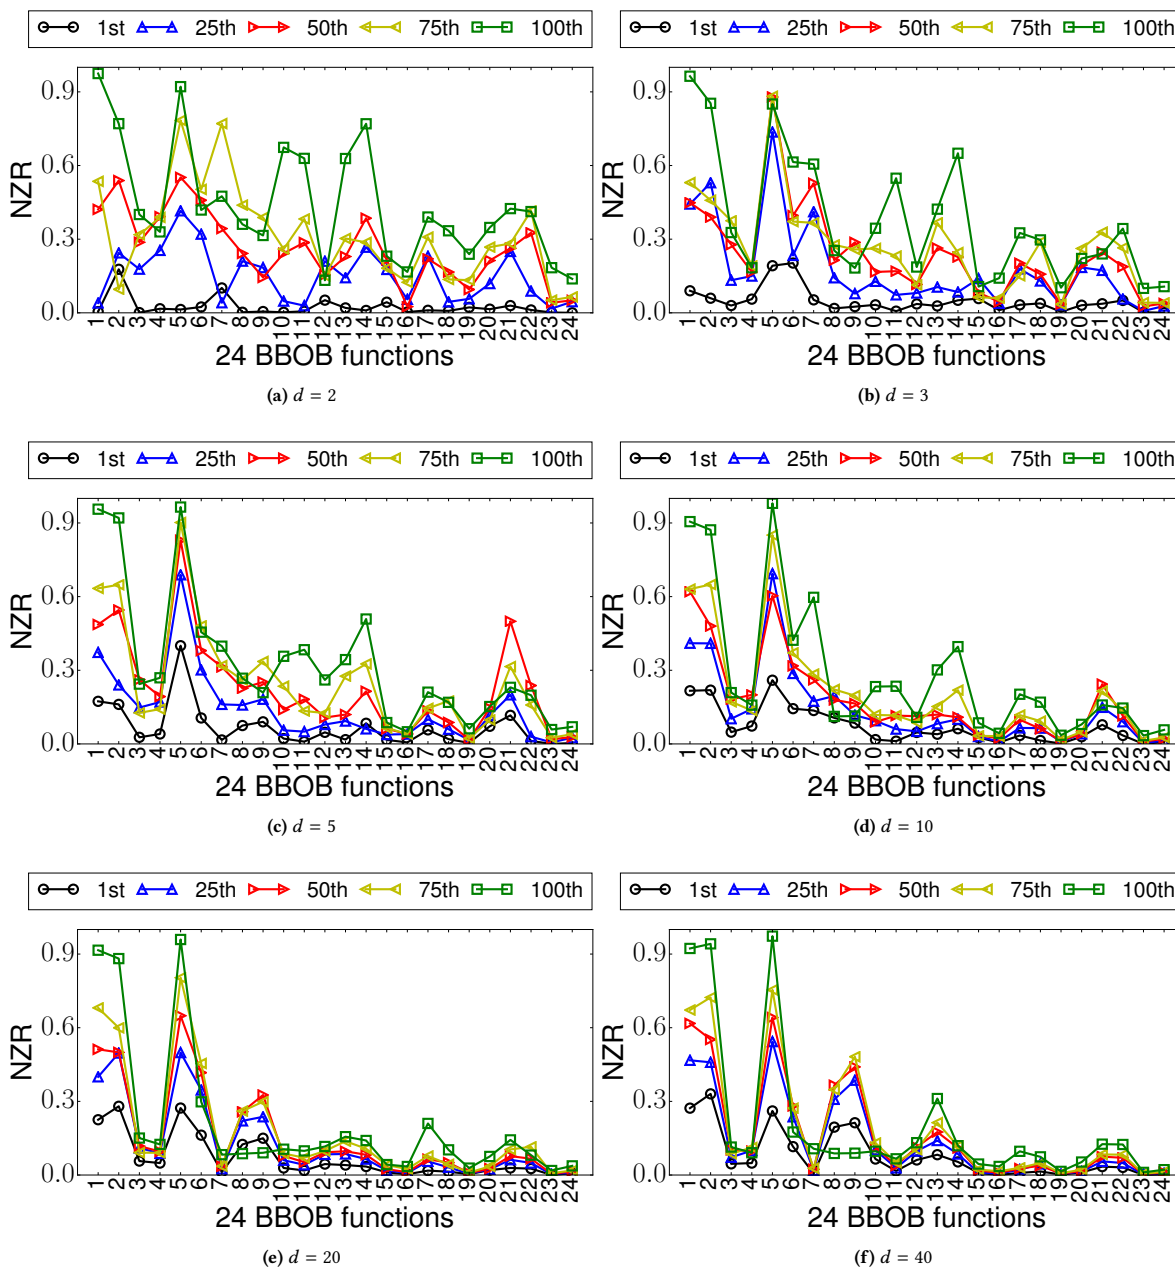 1st 25th 50th 75th 100th
1st 25th 50th 75th 100th
NZR
0.9
0.6
0.3
0.0
1 2 3 4 5 6 7 8 9 10 11 12 13 14 15 16 17 18 19 20 21 22 23 24
24 BBOB functions
(a) d = 2
NZR
0.9
0.6
0.3
0.0
1 2 3 4 5 6 7 8 9 10 11 12 13 14 15 16 17 18 19 20 21 22 23 24
24 BBOB functions
(b) d = 3
1st 25th 50th 75th 100th
1st 25th 50th 75th 100th
NZR
0.9
0.6
0.3
0.0
1 2 3 4 5 6 7 8 9 10 11 12 13 14 15 16 17 18 19 20 21 22 23 24
24 BBOB functions
(c) d = 5
NZR
0.9
0.6
0.3
0.0
1 2 3 4 5 6 7 8 9 10 11 12 13 14 15 16 17 18 19 20 21 22 23 24
24 BBOB functions
(d) d = 10
1st 25th 50th 75th 100th
1st 25th 50th 75th 100th
NZR
0.9
0.6
0.3
0.0
1 2 3 4 5 6 7 8 9 10 11 12 13 14 15 16 17 18 19 20 21 22 23 24
24 BBOB functions
(e) d = 20
NZR
0.9
0.6
0.3
0.0
1 2 3 4 5 6 7 8 9 10 11 12 13 14 15 16 17 18 19 20 21 22 23 24
24 BBOB functions
(f) d = 40